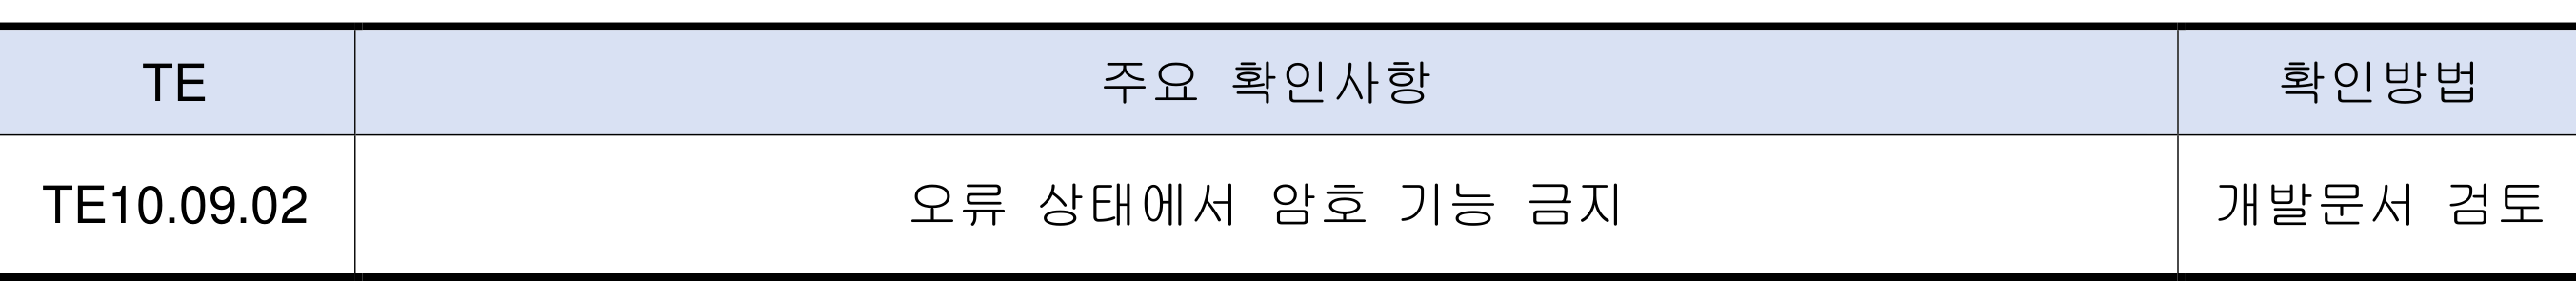 TE 주요 확인사항 확인방법
TE10.09.02 오류 상태에서 암호 기능 금지 개발문서 검토